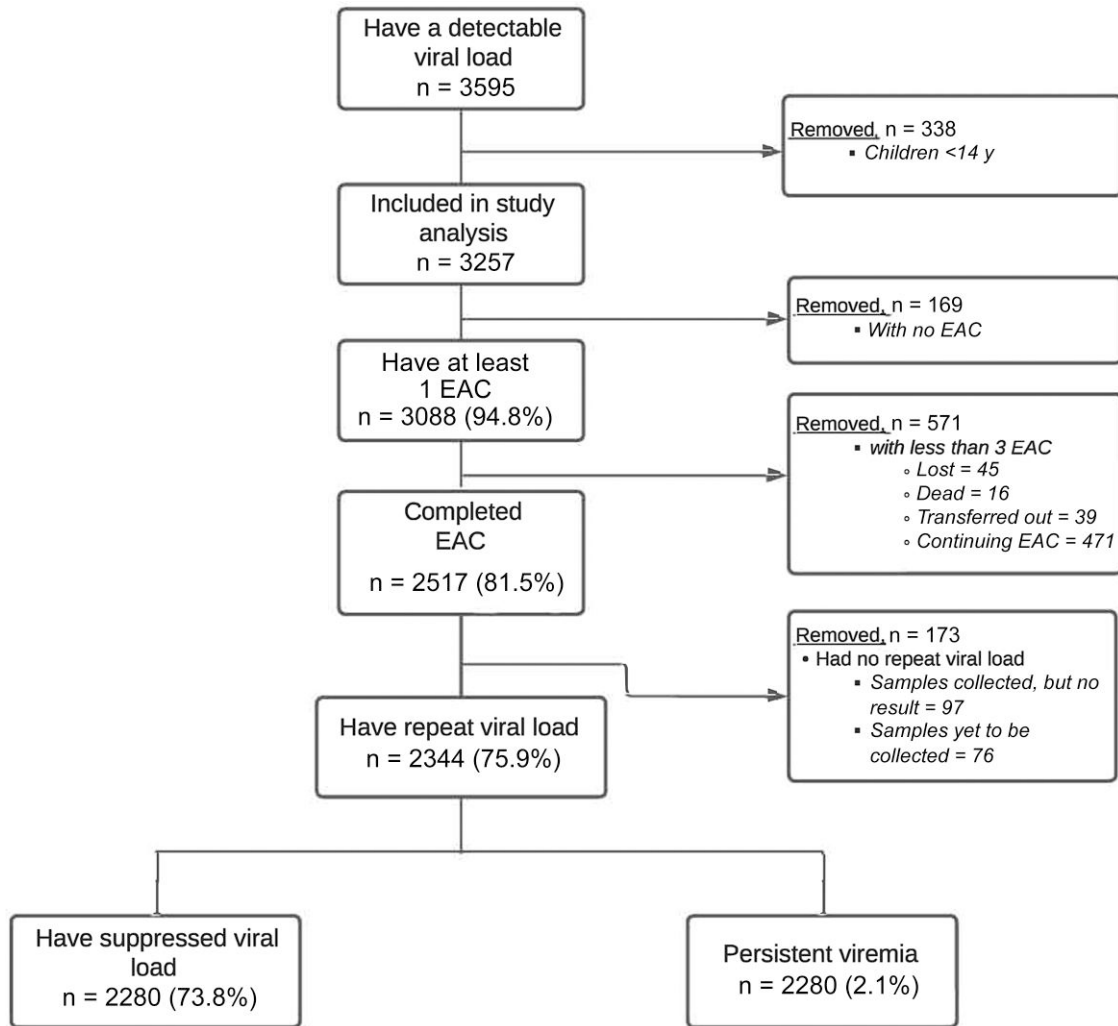 Have a detectable
viral load
n = 3595
Removed, n = 338
▪ Children <14 y
Included in study
analysis
n = 3257
Removed, n = 169
▪ With no EAC
Have at least
1 EAC
n = 3088 (94.8%)
Removed, n = 571
▪ with less than 3 EAC
∘ Lost = 45
∘ Dead = 16
∘ Transferred out = 39
∘ Continuing EAC = 471
Completed
EAC
n = 2517 (81.5%)
Removed, n = 173
• Had no repeat viral load
▪ Samples collected, but no
result = 97
▪ Samples yet to be
collected = 76
Have repeat viral load
n = 2344 (75.9%)
Have suppressed viral
load
n = 2280 (73.8%)
Persistent viremia
n = 2280 (2.1%)